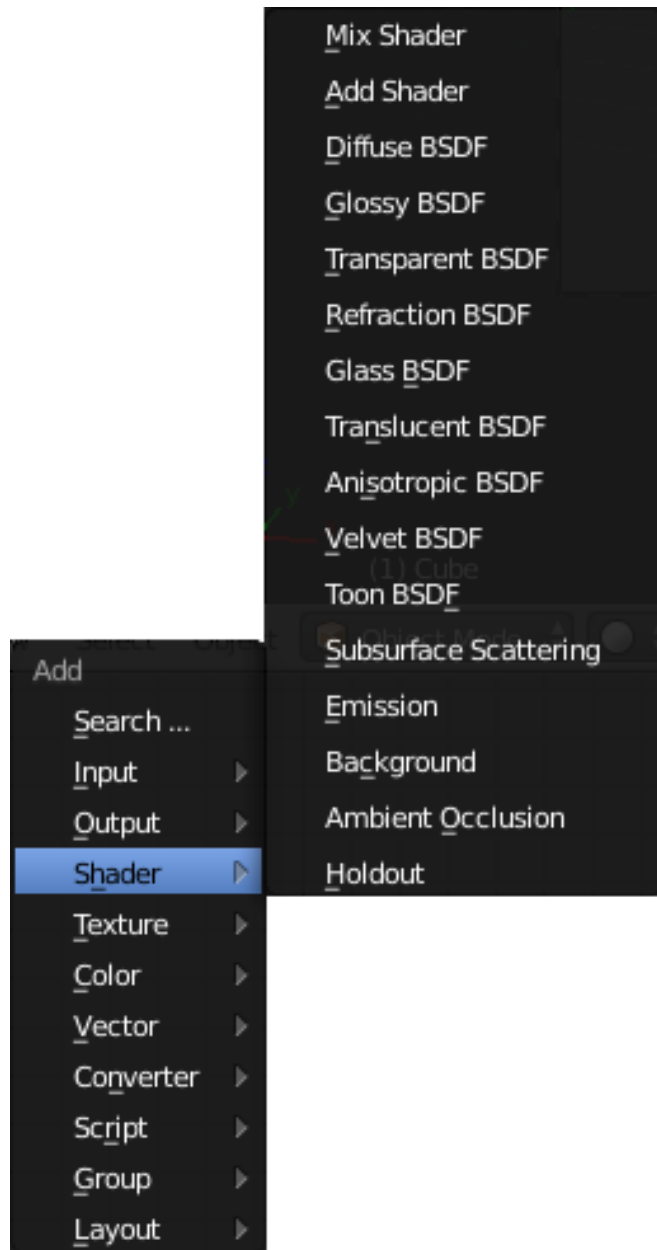 Mix Shader
Add Shader
Diffuse BSDF
Glossy BSDF
Transparent BSDF
Refraction BSDF
Glass BSDF
Translucent BSDF
Anisotropic BSDF
y
Velvet BSDF
(1) Cube
Toon BSDF
Select Object Object Mode
Subsurface Scattering
Emission
Background
Ambient Occlusion
Holdout
Add
Search ...
Input
Output
Shader
Texture
Color
Vector
Converter
Script
Group
Layout